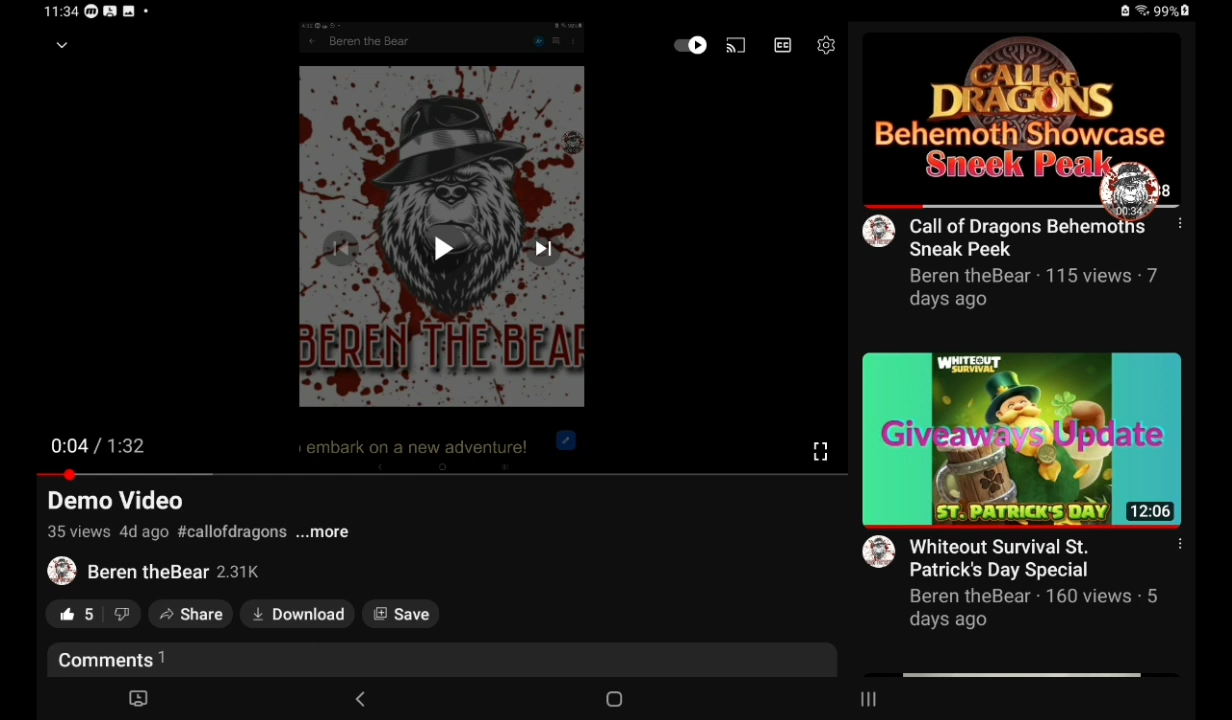 11:34
99%
Beren the Bear
BEREN THE BEAR
embark on a new adventure!
0:04 / 1:32
Demo Video
35 views 4d ago #callofdragons ...more
Beren theBear 2.31K
5
Share
Download
Save
Comments 1
CC
CALL OF
DRAGONS
Behemoth Showcase
Sneek Peak
38
00:34
Call of Dragons Behemoths
Sneak Peek
Beren theBear · 115 views · 7
days ago
WHITEOUT
SURVIVAL
Giveaways Update
ST. PATRICK'S DAY
12:06
Whiteout Survival St.
Patrick's Day Special
Beren theBear · 160 views · 5
days ago